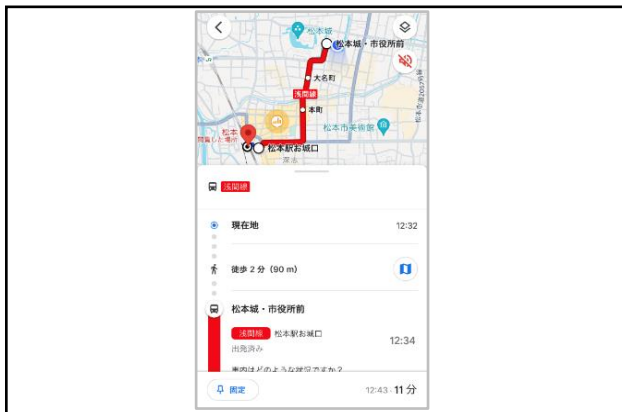 松本城
松本城・市役所前
大名町
浅間線
本町
松本市美術館
松本
松本駅お城口
深志
浅間線
現在地 12:32
徒歩 2 分（90 m）
松本城・市役所前
浅間線 松本駅お城口 12:34
出発済み
車内はどのような状況ですか？
固定 12:43 · 11 分